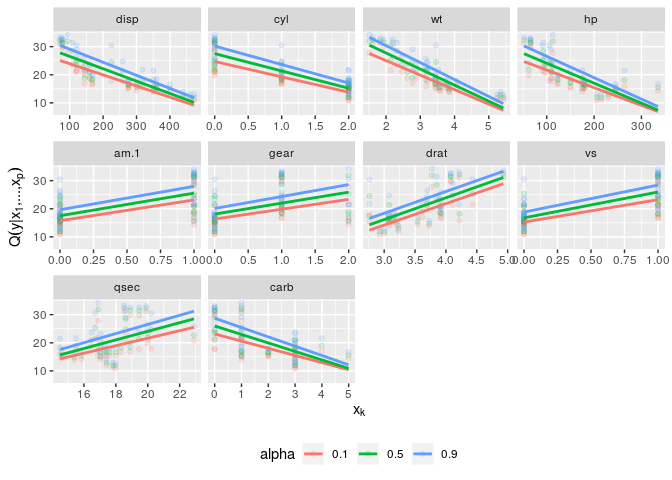 disp cyl wt hp
30
20
10
100 200 300 400 0.0 0.5 1.0 1.5 2.0 2 3 4 5 100 200 300
am.1 gear drat vs
30
20
10
0.00 0.25 0.50 0.75 1.00 0.0 0.5 1.0 1.5 2.0 3.0 3.5 4.0 4.5 5.0 0.00 0.25 0.50 0.75 1.00
qsec carb
30
20
10
16 18 20 22 0 1 2 3 4 5
Q(y|x1,...,xp)
xk
alpha 0.1 0.5 0.9